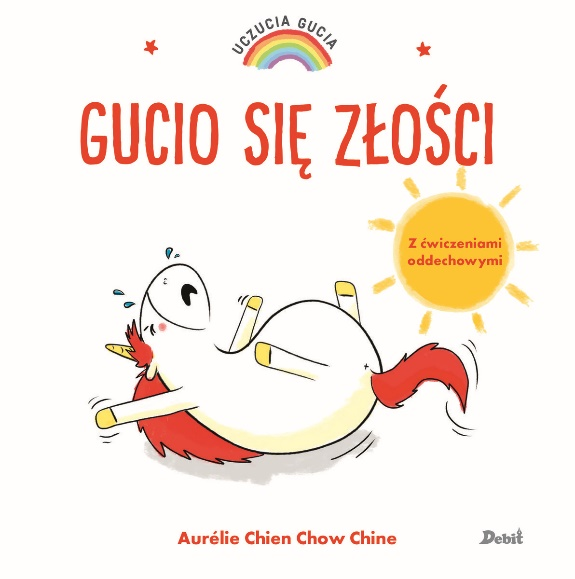 UCZUCIA GUCIA
GUCIO SIĘ ZŁOŚCI
Z ćwiczeniami
oddechowymi
Aurélie Chien Chow Chine
Debit